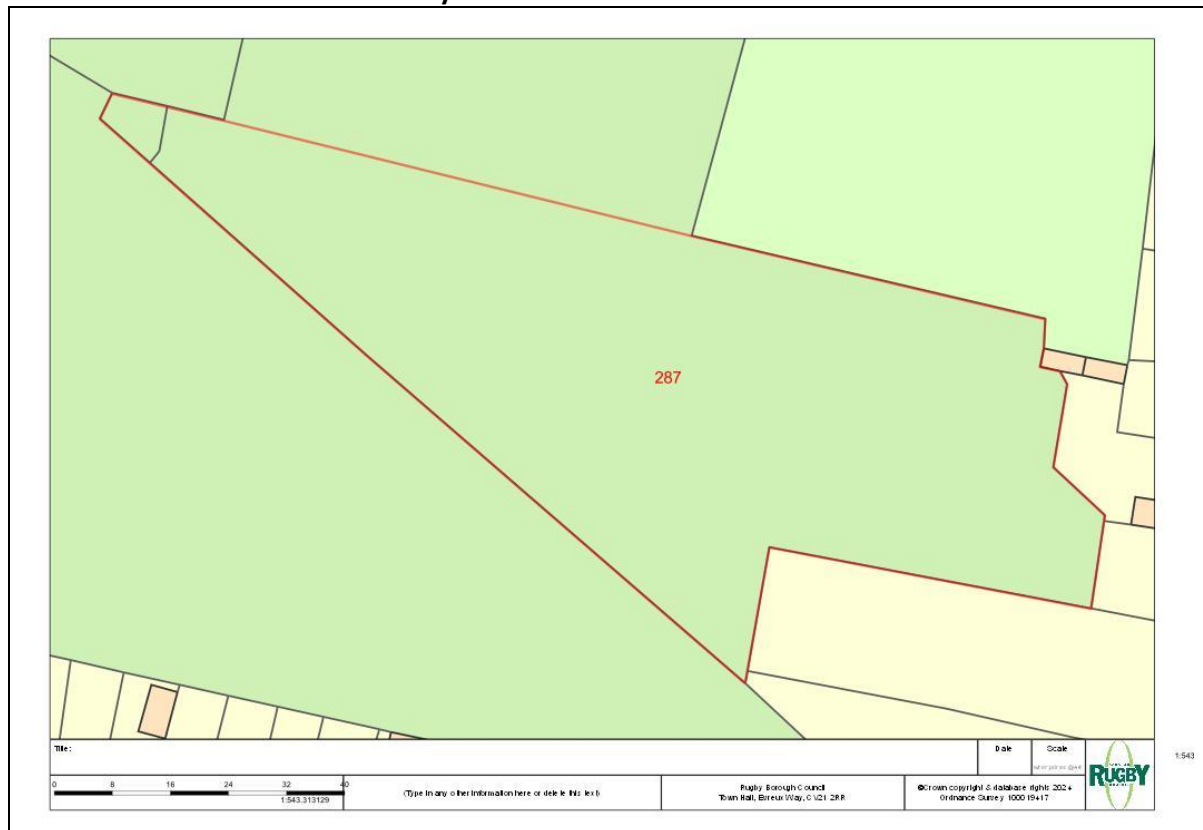 287
Title:
Date
Scale
1:543
0 8 16 24 32 40
1:543.313129
(Type in any other information here or delete this text)
Rugby Borough Council
Town Hall, Evreux Way, CV21 2RR
©Crown copyright & database rights 2024
Ordnance Survey 100019417
RUGBY